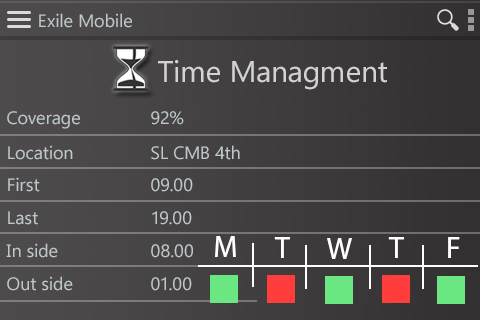 Exile Mobile
Time Managment
Coverage 92%
Location SL CMB 4th
First 09.00
Last 19.00
In side 08.00
M T W T F
Out side 01.00